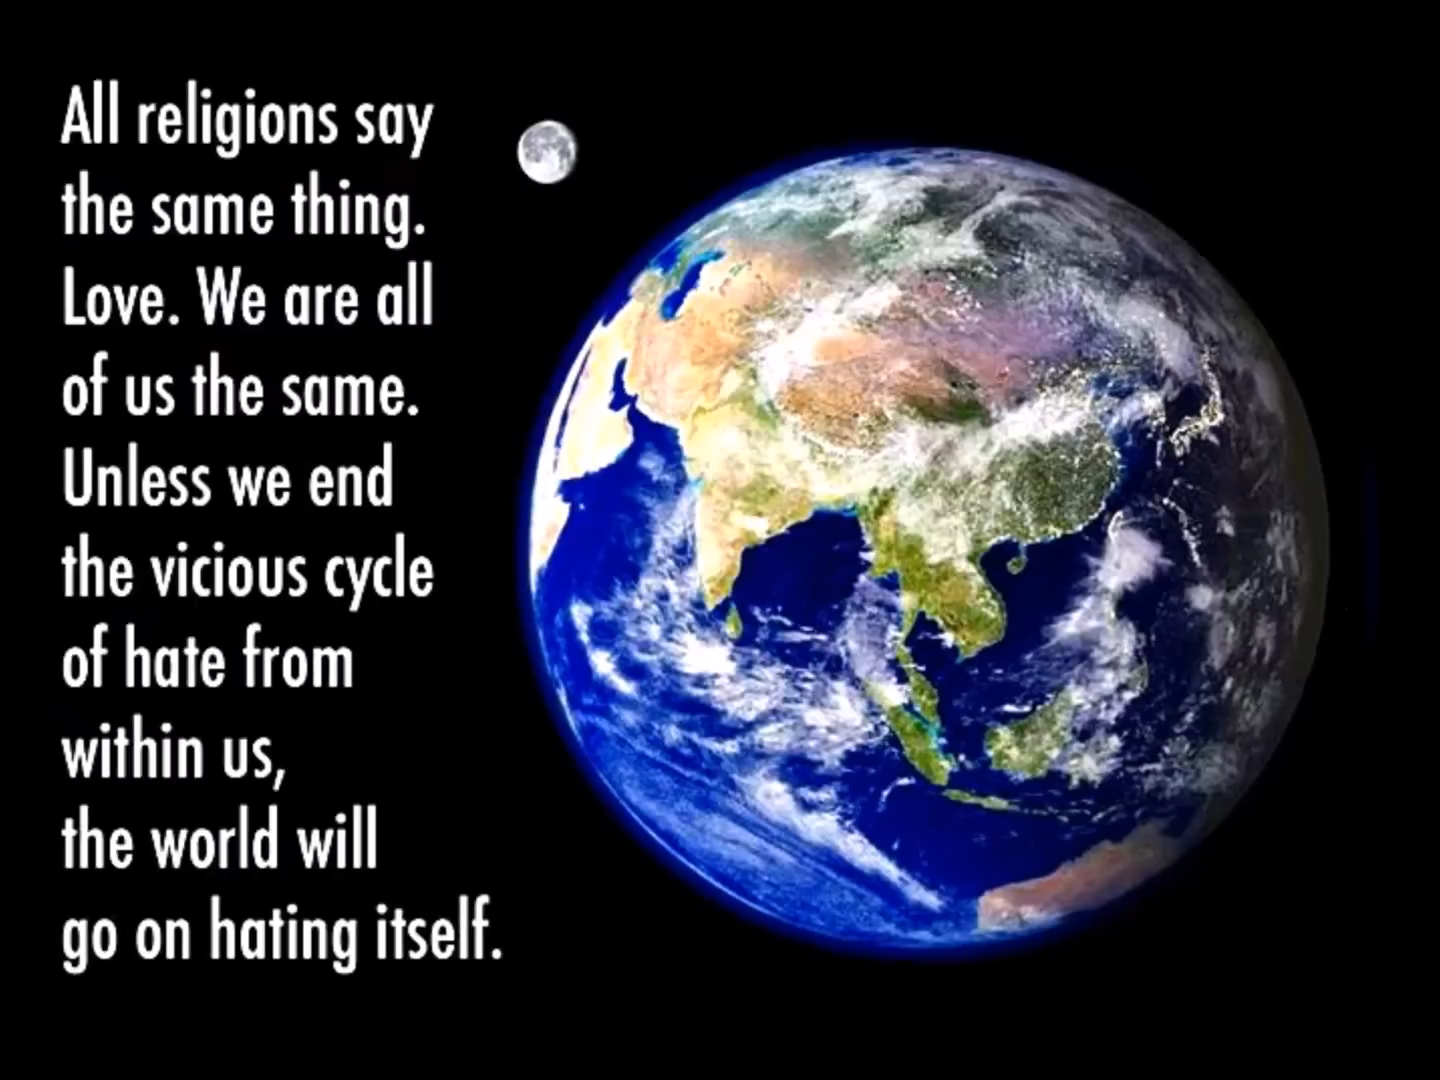 All religions say
the same thing.
Love. We are all
of us the same.
Unless we end
the vicious cycle
of hate from
within us,
the world will
go on hating itself.